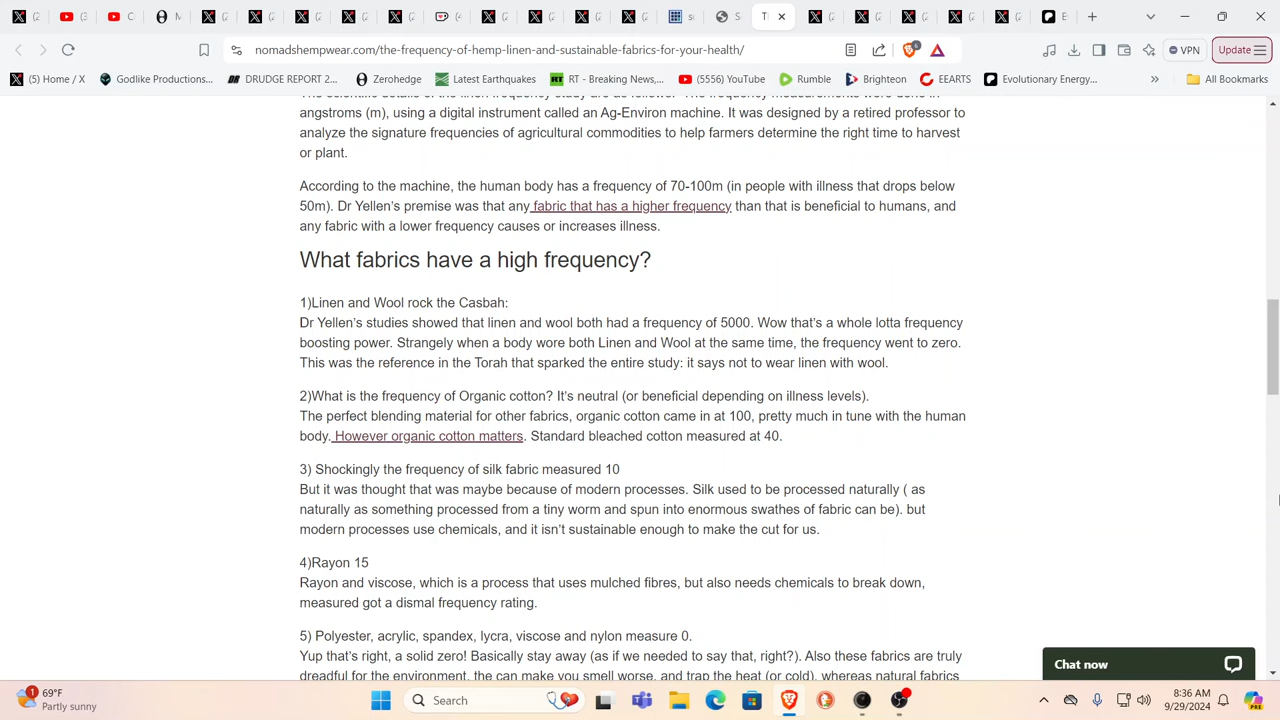 nomadshempwear.com/the-frequency-of-hemp-linen-and-sustainable-fabrics-for-your-health/
VPN
Update
(5) Home / X
Godlike Productions...
DRUDGE REPORT 2...
Zerohedge
Latest Earthquakes
RT - Breaking News,...
(5556) YouTube
Rumble
Brighteon
EEARTS
Evolutionary Energy...
All Bookmarks
angstroms (m), using a digital instrument called an Ag-Environ machine. It was designed by a retired professor to
analyze the signature frequencies of agricultural commodities to help farmers determine the right time to harvest
or plant.
According to the machine, the human body has a frequency of 70-100m (in people with illness that drops below
50m). Dr Yellen's premise was that any fabric that has a higher frequency than that is beneficial to humans, and
any fabric with a lower frequency causes or increases illness.
What fabrics have a high frequency?
1)Linen and Wool rock the Casbah:
Dr Yellen's studies showed that linen and wool both had a frequency of 5000. Wow that's a whole lotta frequency
boosting power. Strangely when a body wore both Linen and Wool at the same time, the frequency went to zero.
This was the reference in the Torah that sparked the entire study: it says not to wear linen with wool.
2)What is the frequency of Organic cotton? It's neutral (or beneficial depending on illness levels).
The perfect blending material for other fabrics, organic cotton came in at 100, pretty much in tune with the human
body. However organic cotton matters. Standard bleached cotton measured at 40.
3) Shockingly the frequency of silk fabric measured 10
But it was thought that was maybe because of modern processes. Silk used to be processed naturally ( as
naturally as something processed from a tiny worm and spun into enormous swathes of fabric can be). but
modern processes use chemicals, and it isn't sustainable enough to make the cut for us.
4)Rayon 15
Rayon and viscose, which is a process that uses mulched fibres, but also needs chemicals to break down,
measured got a dismal frequency rating.
5) Polyester, acrylic, spandex, lycra, viscose and nylon measure 0.
Yup that's right, a solid zero! Basically stay away (as if we needed to say that, right?). Also these fabrics are truly
dreadful for the environment, the can make you smell worse, and trap the heat (or cold), whereas natural fabrics
Chat now
69°F
Partly sunny
Search
8:36 AM
9/29/2024